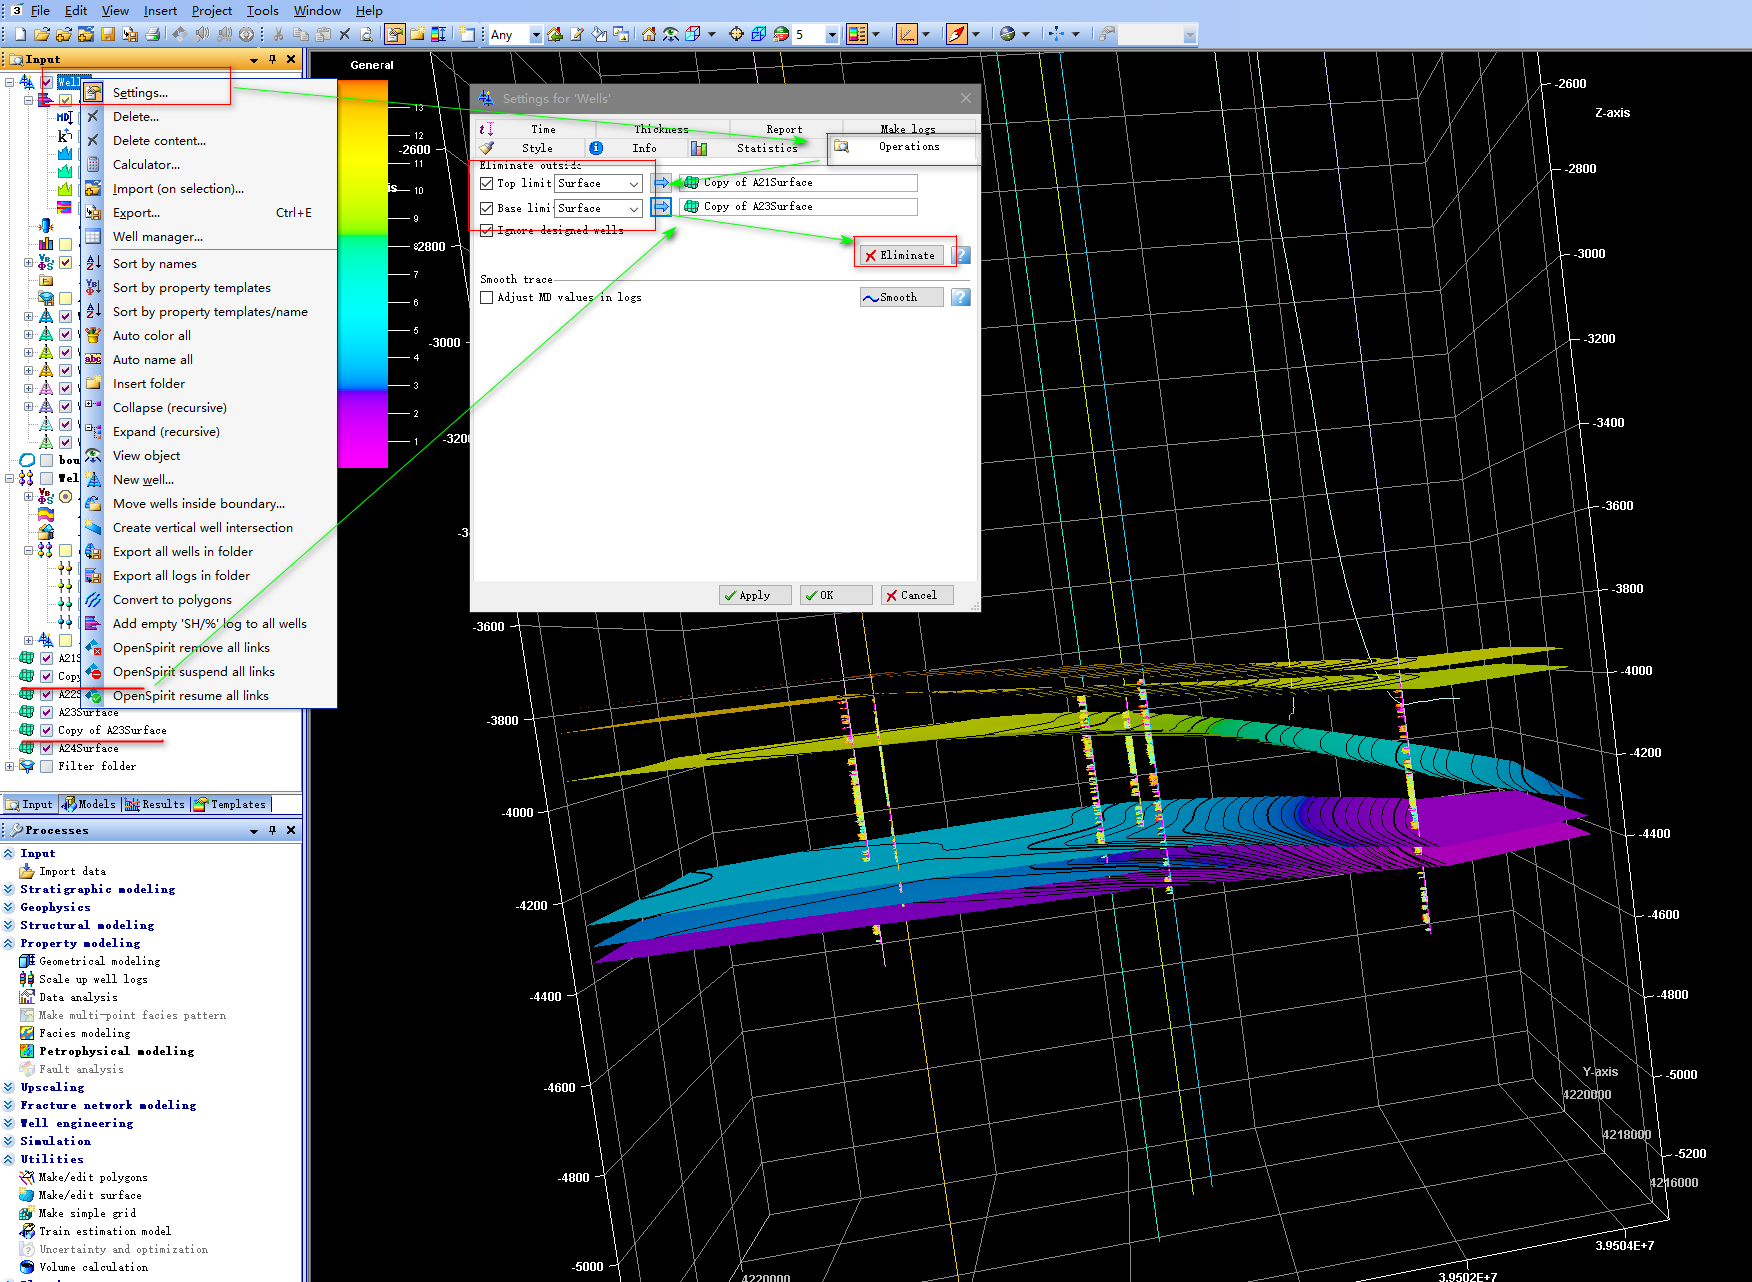 File Edit View Insert Project Tools Window Help
Any
5
Input
Well
Settings...
Delete...
Delete content...
Calculator...
Import (on selection)...
Export... Ctrl+E
Well manager...
Sort by names
Sort by property templates
Sort by property templates/name
Auto color all
Auto name all
Insert folder
Collapse (recursive)
Expand (recursive)
View object
New well...
Move wells inside boundary...
Create vertical well intersection
Export all wells in folder
Export all logs in folder
Convert to polygons
Add empty 'SH/%' log to all wells
OpenSpirit remove all links
OpenSpirit suspend all links
OpenSpirit resume all links
MD
bou
Wel
A21S
Copy
A22S
A23Surface
Copy of A23Surface
A24Surface
Filter folder
Input Models Results Templates
Processes
Input
Import data
Stratigraphic modeling
Geophysics
Structural modeling
Property modeling
Geometrical modeling
Scale up well logs
Data analysis
Make multi-point facies pattern
Facies modeling
Petrophysical modeling
Fault analysis
Upscaling
Fracture network modeling
Well engineering
Simulation
Utilities
Make/edit polygons
Make/edit surface
Make simple grid
Train estimation model
Uncertainty and optimization
Volume calculation
General
13
12
11
10
9
7
6
5
4
3
2
1
Settings for 'Wells'
Time Thickness Report Make logs
Style Info Statistics Operations
Eliminate outside
Top limit Surface Copy of A21Surface
Base limi Surface Copy of A23Surface
Ignore designed wells
Eliminate
Smooth trace
Adjust MD values in logs Smooth
Apply OK Cancel
-2600
is
-2800
-3000
-320
-3
-3600
-3800
-4000
-4200
-4400
-4600
-4800
-5000
-2600
Z-axis
-2800
-3000
-3200
-3400
-3600
-3800
-4000
-4200
-4400
-4600
-4800
-5000
-5200
Y-axis
4220000
4218000
4216000
4220000
3.9504E+7
3.9502E+7